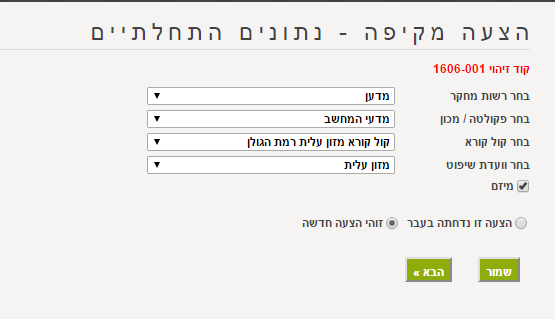 הצעה מקיפה - נתונים התחלתיים
קוד זיהוי 1606-001
בחר רשות מחקר מדען
בחר פקולטה / מכון מדעי המחשב
בחר קול קורא קול קורא מזון עלית רמת הגולן
בחר וועדת שיפוט מזון עלית
מיזם
הצעה זו נדחתה בעבר זוהי הצעה חדשה
שמור הבא »